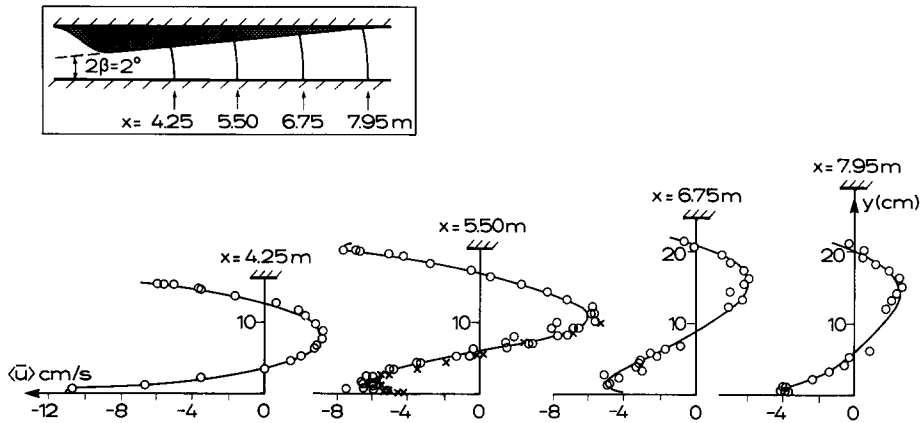 2β=2°
x= 4.25 5.50 6.75 7.95 m
x=4.25m
x=5.50m
x=6.75m
x=7.95m
y(cm)
20
20
10
10
10
10
⟨ū⟩cm/s
-12 -8 -4 0
-8 -4 0
-8 -4 0
-4 0